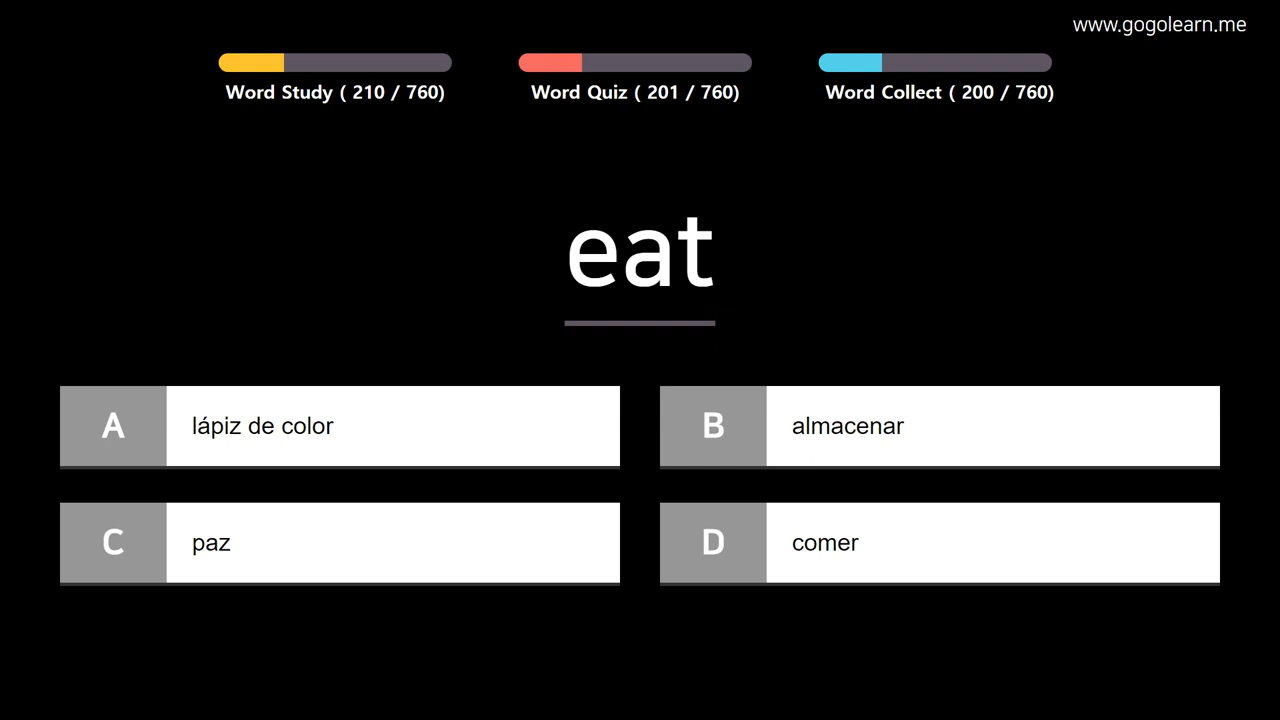 www.gogolearn.me
Word Study ( 210 / 760)
Word Quiz ( 201 / 760)
Word Collect ( 200 / 760)
eat
A lápiz de color
B almacenar
C paz
D comer